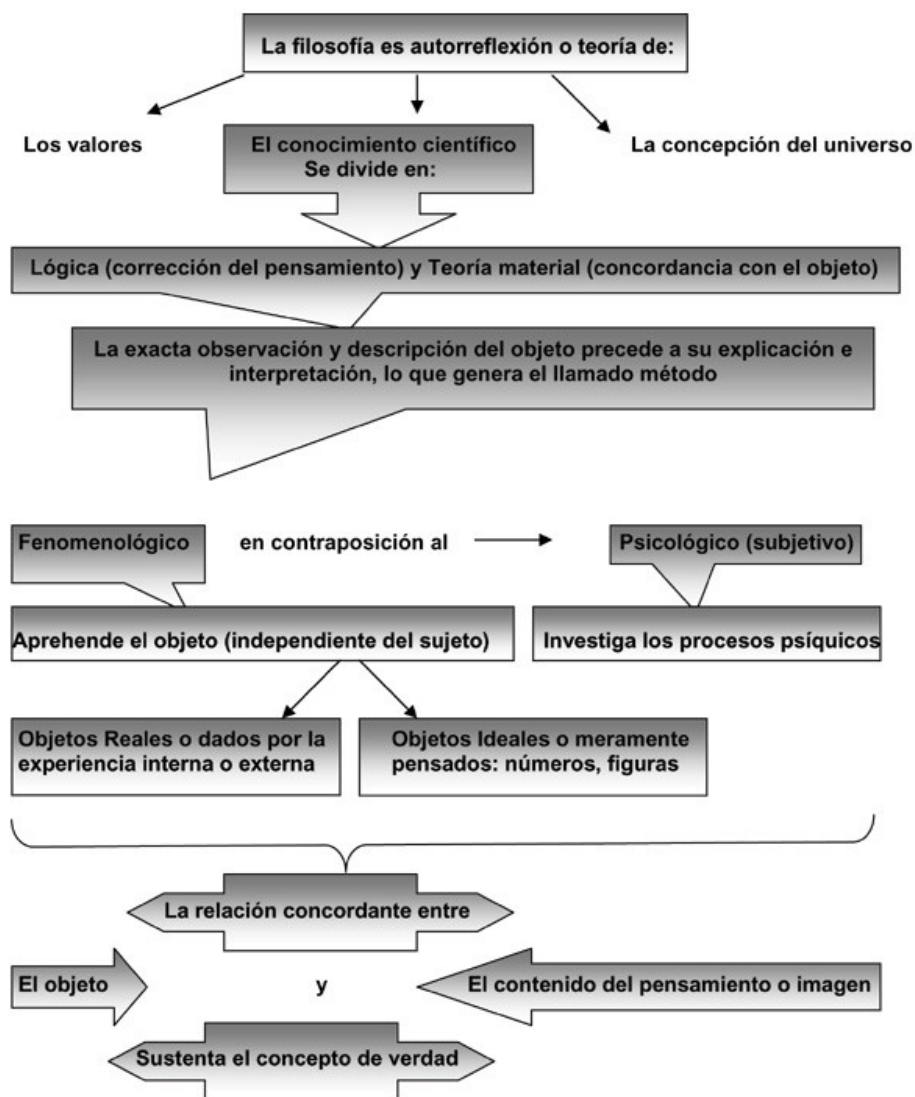 La filosofía es autorreflexión o teoría de:
Los valores
El conocimiento científico
Se divide en:
La concepción del universo
Lógica (corrección del pensamiento) y Teoría material (concordancia con el objeto)
La exacta observación y descripción del objeto precede a su explicación e
interpretación, lo que genera el llamado método
Fenomenológico
en contraposición al
Psicológico (subjetivo)
Aprehende el objeto (independiente del sujeto)
Investiga los procesos psíquicos
Objetos Reales o dados por la
experiencia interna o externa
Objetos Ideales o meramente
pensados: números, figuras
La relación concordante entre
El objeto
y
El contenido del pensamiento o imagen
Sustenta el concepto de verdad